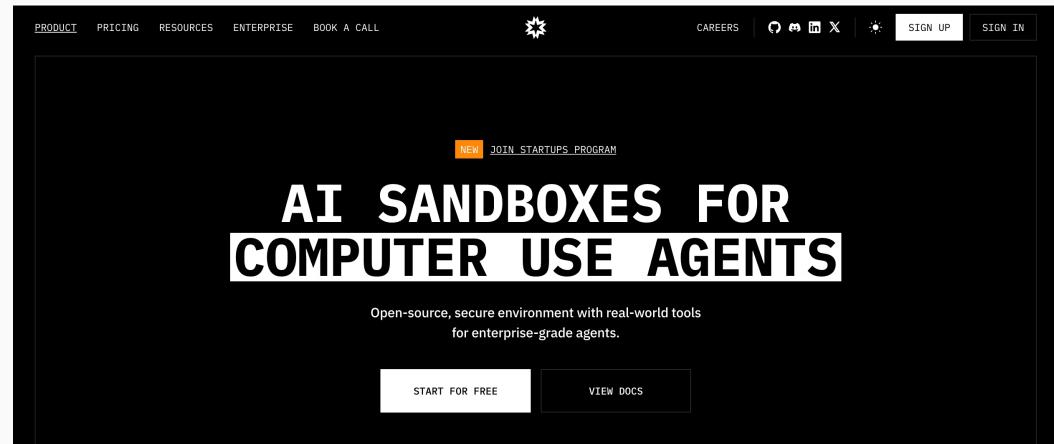 PRODUCT PRICING RESOURCES ENTERPRISE BOOK A CALL CAREERS SIGN UP SIGN IN
NEW JOIN STARTUPS PROGRAM
AI SANDBOXES FOR
COMPUTER USE AGENTS
Open-source, secure environment with real-world tools
for enterprise-grade agents.
START FOR FREE VIEW DOCS